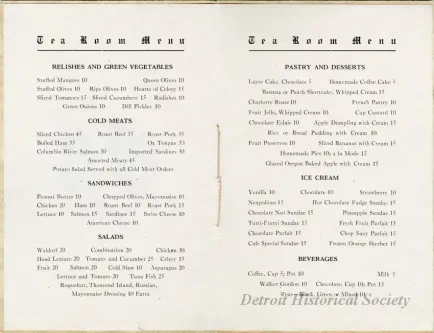 Tea Room Menu
RELISHES AND GREEN VEGETABLES
Stuffed Mangoes 10 Queen Olives 10
Stuffed Olives 10 Ripe Olives 10 Hearts of Celery 15
Sliced Tomatoes 15 Sliced Cucumbers 15 Radishes 10
Green Onions 10 Dill Pickles 10
COLD MEATS
Sliced Chicken 45 Roast Beef 35 Roast Pork 35
Boiled Ham 35 Ox Tongue 35
Columbia River Salmon 30 Imported Sardines 30
Assorted Meats 45
Potato Salad Served with all Cold Meat Orders
SANDWICHES
Peanut Butter 10 Chopped Olives, Mayonnaise 10
Chicken 20 Ham 10 Roast Beef 10 Roast Pork 15
Lettuce 10 Salmon 15 Sardines 15 Swiss Cheese 10
American Cheese 10
SALADS
Waldorf 20 Combination 20 Chicken 30
Head Lettuce 20 Tomato and Cucumber 25 Celery 15
Fruit 20 Salmon 20 Cold Slaw 10 Asparagus 20
Lettuce and Tomato 20 Tuna Fish 25
Roquefort, Thousand Island, Russian,
Mayonnaise Dressing 10 Extra
Tea Room Menu
PASTRY AND DESSERTS
Layer Cake, Chocolate 5 Homemade Coffee Cake 5
Banana or Peach Shortcake, Whipped Cream 15
Charlotte Russe 10 French Pastry 10
Fruit Jello, Whipped Cream 10 Cup Custard 10
Chocolate Eclair 10 Apple Dumpling with Cream 15
Rice or Bread Pudding with Cream 10
Fruit Preserves 10 Sliced Bananas with Cream 15
Homemade Pies 10; a la Mode 15
Glazed Oregon Baked Apple with Cream 15
ICE CREAM
Vanilla 10 Chocolate 10 Strawberry 10
Neapolitan 15 Hot Chocolate Fudge Sundae 15
Chocolate Nut Sundae 15 Pineapple Sundae 15
Tutti-Frutti Sundae 15 Fresh Fruit Parfait 15
Chocolate Parfait 15 Chop Suey Parfait 15
Cafe Special Sundae 15 Frozen Orange Sherbet 15
BEVERAGES
Coffee, Cup 5; Pot 10 Milk 5
Walker Gordon 10 Chocolate, Cup 10; Pot 15
Tea—Black, Green or Mixed 10
Detroit Historical Society